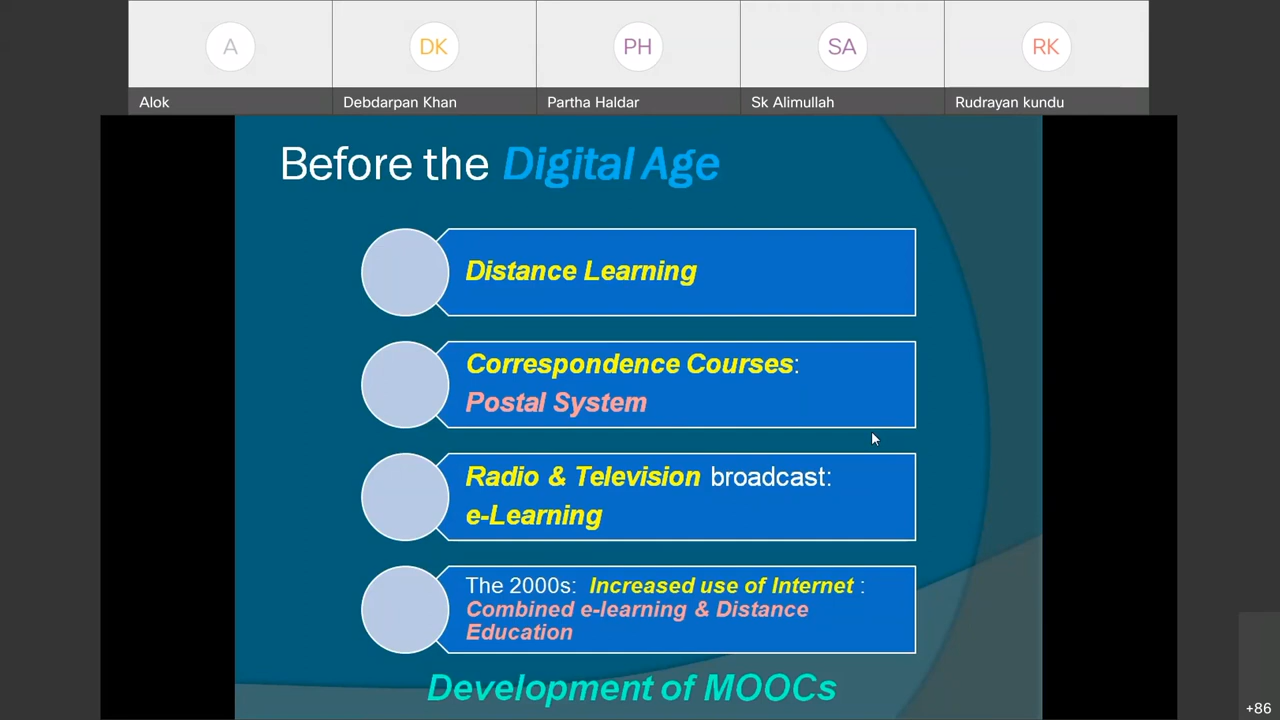 A
DK
PH
SA
RK
Alok
Debdarpan Khan
Partha Haldar
Sk Alimullah
Rudrayan kundu
Before the Digital Age
Distance Learning
Correspondence Courses:
Postal System
Radio & Television broadcast:
e-Learning
The 2000s: Increased use of Internet :
Combined e-learning & Distance
Education
Development of MOOCs
+86